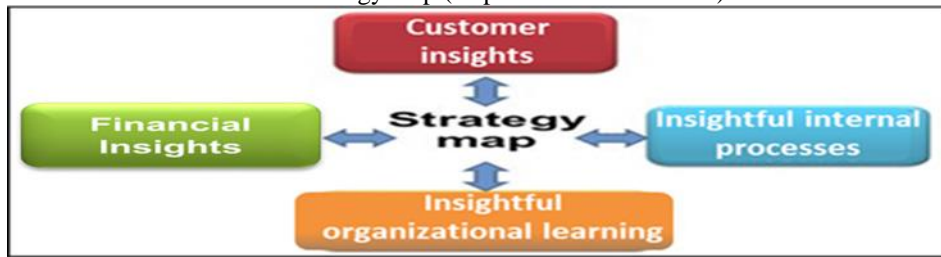 Customer
insights
Financial
Insights
Strategy
map
Insightful internal
processes
Insightful
organizational learning